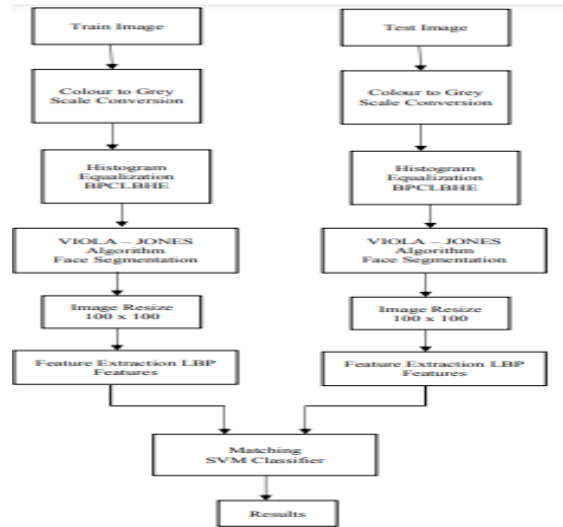 Train Image
Colour to Grey
Scale Conversion
Histogram
Equalization
BPCLBHE
VIOLA – JONES
Algorithm
Face Segmentation
Image Resize
100 x 100
Feature Extraction LBP
Features
Test Image
Colour to Grey
Scale Conversion
Histogram
Equalization
BPCLBHE
VIOLA – JONES
Algorithm
Face Segmentation
Image Resize
100 x 100
Feature Extraction LBP
Features
Matching
SVM Classifier
Results